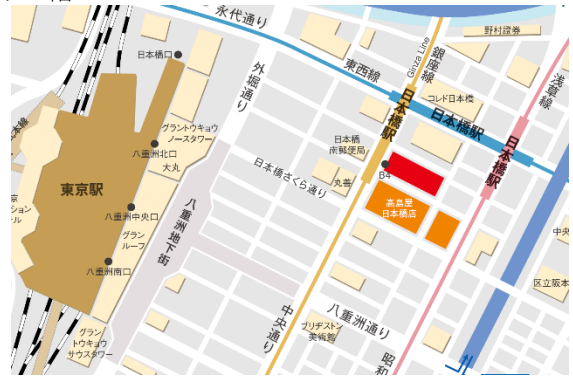 永代通り
野村證券
日本橋口
外堀通り
東西線
Ginza Line
銀座線
浅草線
コレド日本橋
日本橋駅
日本橋駅
日本橋駅
グラントウキョウ
ノースタワー
八重洲北口
大丸
日本橋
南郵便局
丸善
B4
日本橋さくら通り
東京駅
高島屋
日本橋店
八重洲中央口
グラン
ルーフ
八重洲地下街
八重洲南口
中央
区立阪本
グラン
トウキョウ
サウスタワー
中央通り
八重洲通り
ブリヂストン
美術館
昭和